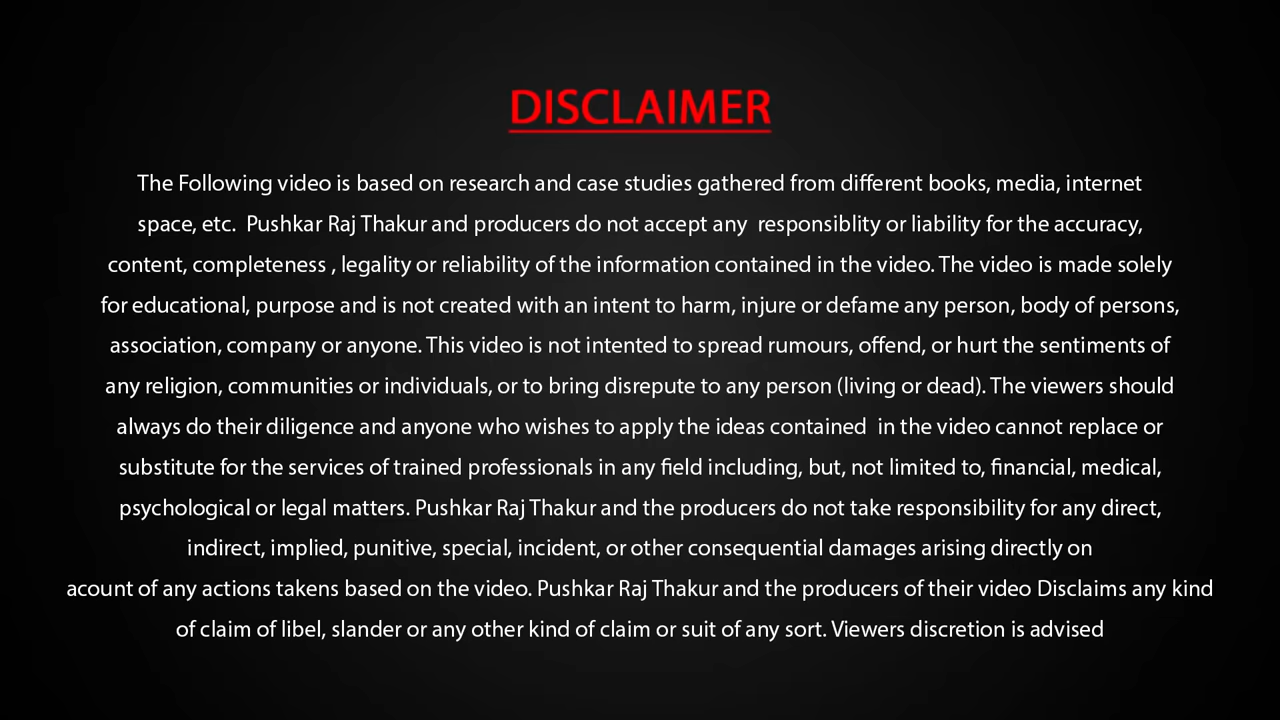 DISCLAIMER
The Following video is based on research and case studies gathered from different books, media, internet
space, etc.  Pushkar Raj Thakur and producers do not accept any  responsiblity or liability for the accuracy,
content, completeness , legality or reliability of the information contained in the video. The video is made solely
for educational, purpose and is not created with an intent to harm, injure or defame any person, body of persons,
association, company or anyone. This video is not intented to spread rumours, offend, or hurt the sentiments of
any religion, communities or individuals, or to bring disrepute to any person (living or dead). The viewers should
always do their diligence and anyone who wishes to apply the ideas contained  in the video cannot replace or
substitute for the services of trained professionals in any field including, but, not limited to, financial, medical,
psychological or legal matters. Pushkar Raj Thakur and the producers do not take responsibility for any direct,
indirect, implied, punitive, special, incident, or other consequential damages arising directly on
acount of any actions takens based on the video. Pushkar Raj Thakur and the producers of their video Disclaims any kind
of claim of libel, slander or any other kind of claim or suit of any sort. Viewers discretion is advised